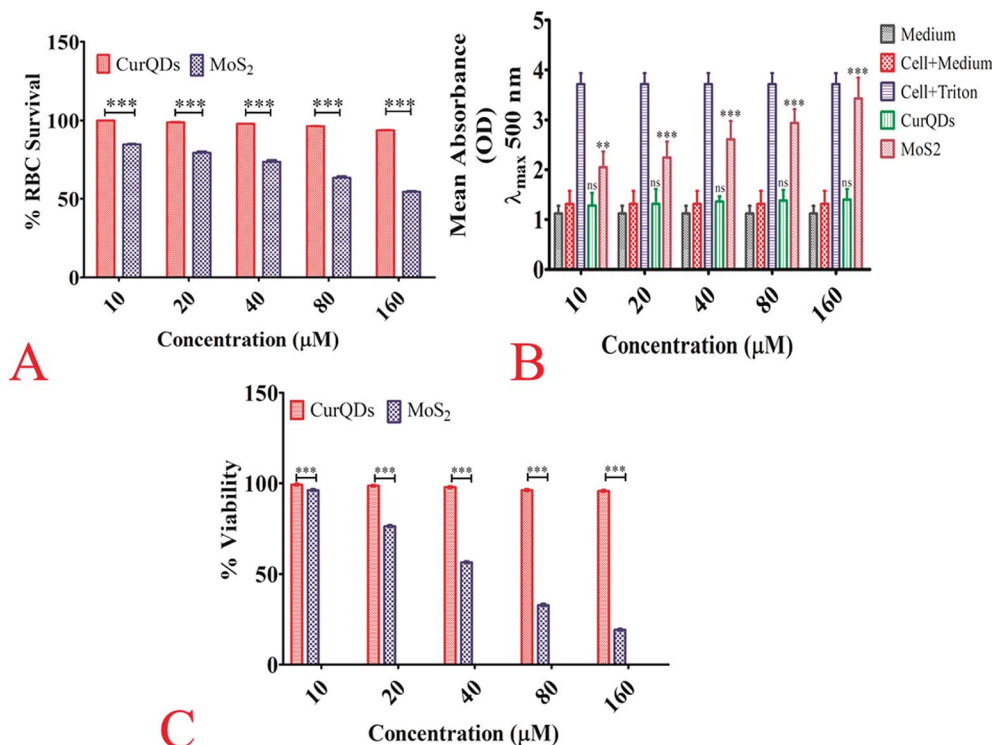 150
100
50
0
% RBC Survival
CurQDs MoS₂
*** *** *** *** ***
10 20 40 80 160
Concentration (μM)
A
5
4
3
2
1
0
Mean Absorbance
(OD)
λmax 500 nm
Medium
Cell+Medium
Cell+Triton
CurQDs
MoS2
ns ** ns *** ns *** ns *** ns ***
10 20 40 80 160
Concentration (μM)
B
150
100
50
0
% Viability
CurQDs MoS₂
*** *** *** *** ***
10 20 40 80 160
Concentration (μM)
C